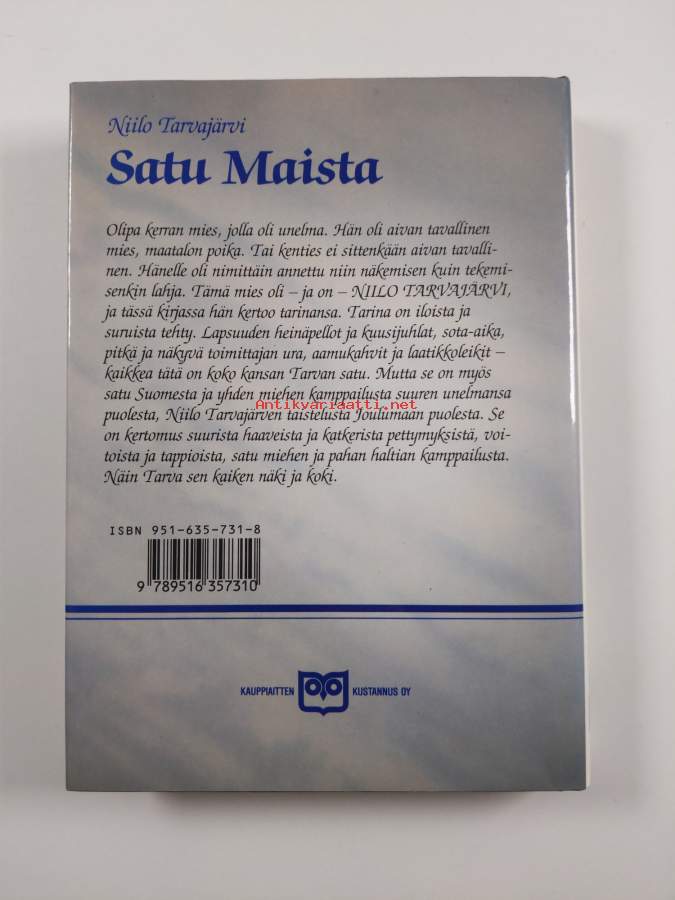 Niilo Tarvajärvi
Satu Maista
Olipa kerran mies, jolla oli unelma. Hän oli aivan tavallinen
mies, maatalon poika. Tai kenties ei sittenkään aivan tavalli-
nen. Hänelle oli nimittäin annettu niin näkemisen kuin tekemi-
senkin lahja. Tämä mies oli – ja on – NIILO TARVAJÄRVI,
ja tässä kirjassa hän kertoo tarinansa. Tarina on iloista ja
suruista tehty. Lapsuuden heinäpellot ja kuusijuhlat, sota-aika,
pitkä ja näkyvä toimittajan ura, aamukahvit ja laatikkoleikit –
kaikkea tätä on koko kansan Tarvan satu. Mutta se on myös
satu Suomesta ja yhden miehen kamppailusta suuren unelmansa
Antikvariaatti.net
puolesta, Niilo Tarvajärven taistelusta Joulumaan puolesta. Se
on kertomus suurista haaveista ja katkerista pettymyksistä, voi-
toista ja tappioista, satu miehen ja pahan haltian kamppailusta.
Näin Tarva sen kaiken näki ja koki.
ISBN 951-635-731-8
9 789516 357310
KAUPPIAITTEN KUSTANNUS OY